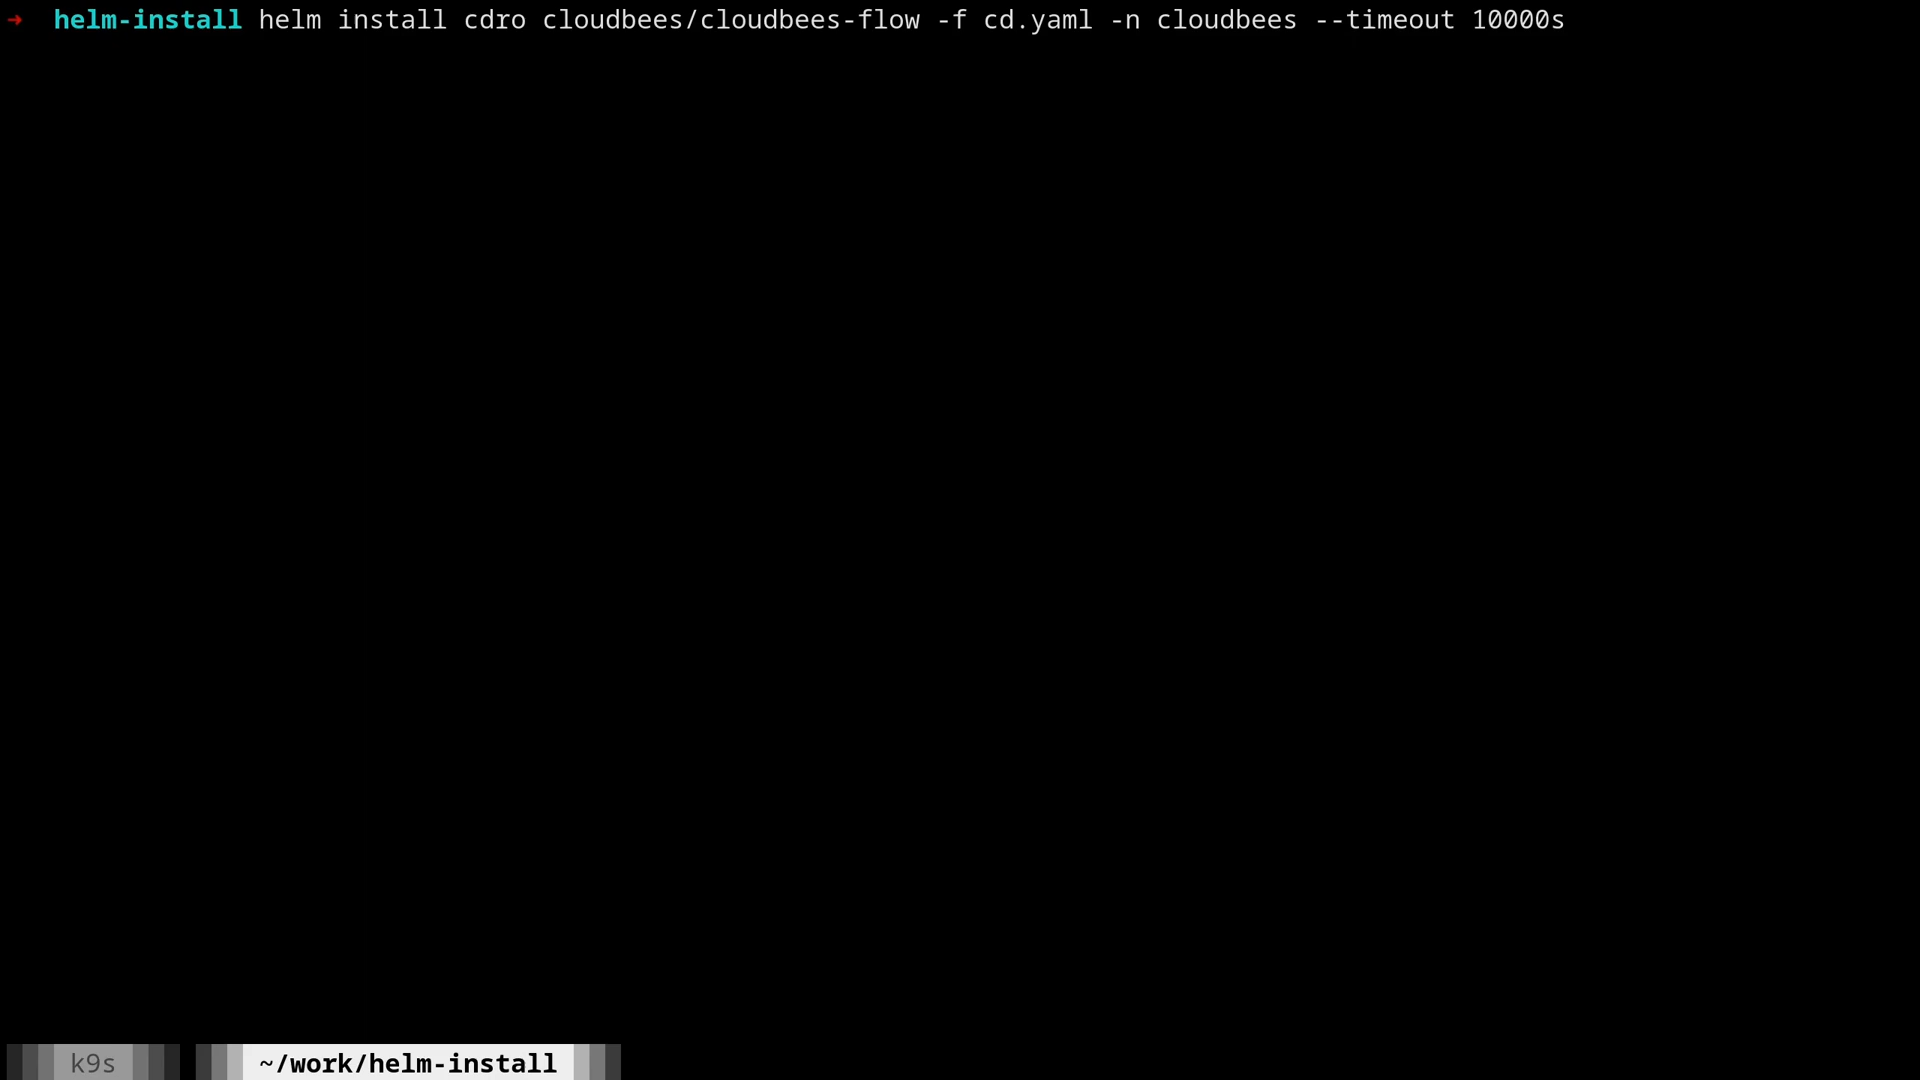 ➜  helm-install helm install cdro cloudbees/cloudbees-flow -f cd.yaml -n cloudbees --timeout 10000s
k9s ~/work/helm-install